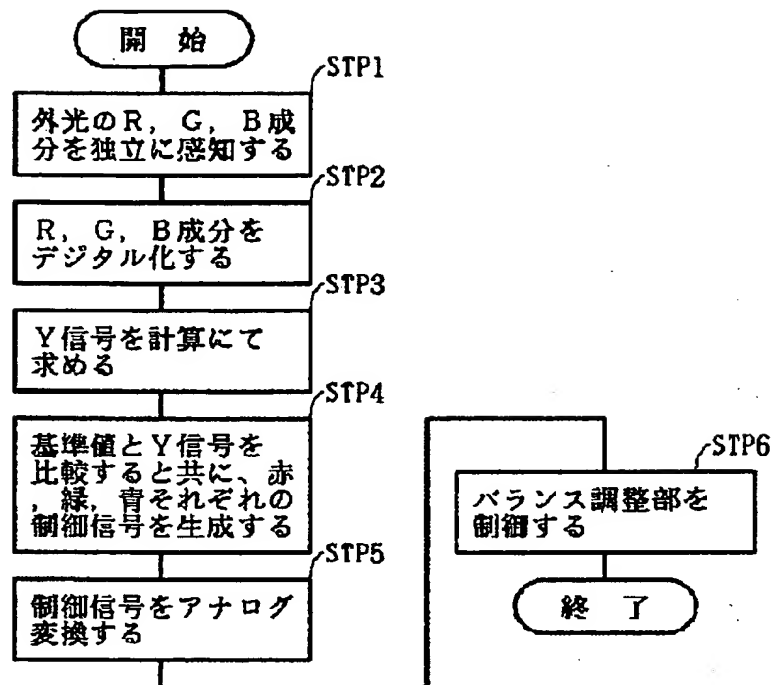 開 始
STP1
外光のR, G, B成
分を独立に感知する
STP2
R, G, B成分を
デジタル化する
STP3
Y信号を計算にて
求める
STP4
基準値とY信号を
比較すると共に、赤
, 緑, 青それぞれの
制御信号を生成する
STP5
制御信号をアナログ
変換する
STP6
バランス調整部を
制御する
終 了